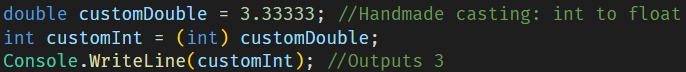 double customDouble = 3.33333; //Handmade casting: int to float
int customInt = (int) customDouble;
Console.WriteLine(customInt); //Outputs 3